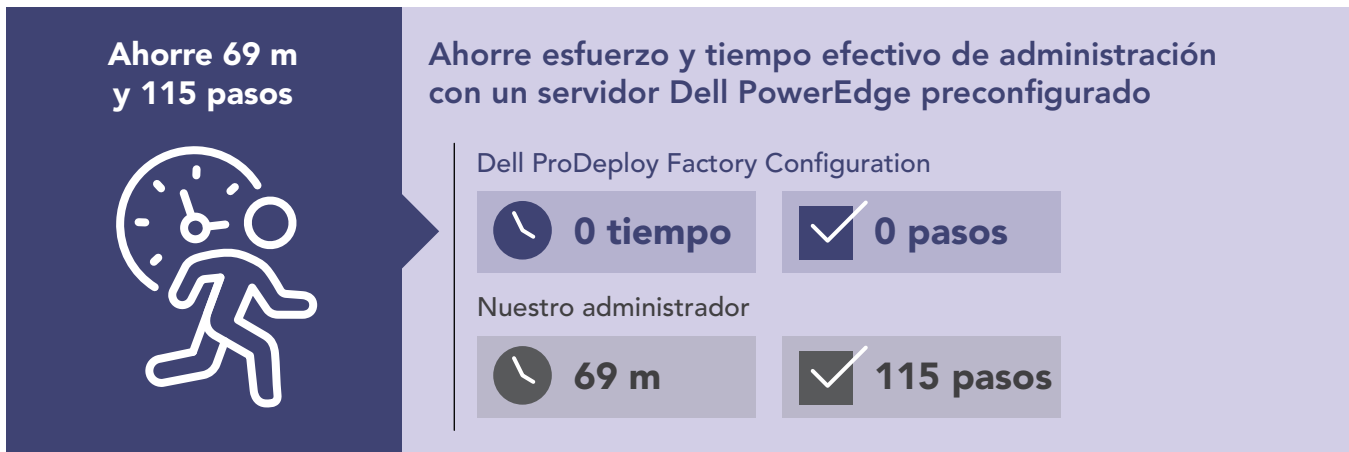 Ahorre 69 m
y 115 pasos
Ahorre esfuerzo y tiempo efectivo de administración
con un servidor Dell PowerEdge preconfigurado
Dell ProDeploy Factory Configuration
0 tiempo
0 pasos
Nuestro administrador
69 m
115 pasos